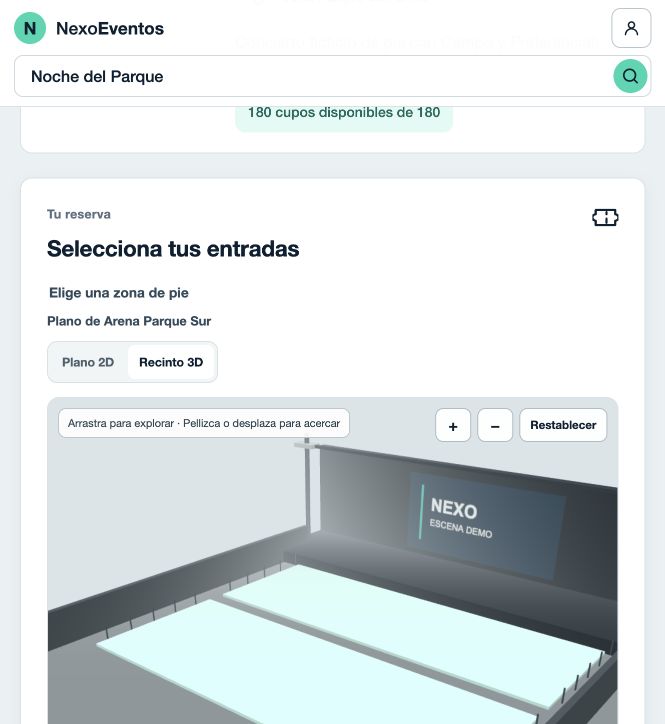 N NexoEventos
Noche del Parque
180 cupos disponibles de 180
Tu reserva
Selecciona tus entradas
Elige una zona de pie
Plano de Arena Parque Sur
Plano 2D Recinto 3D
Arrastra para explorar · Pellizca o desplaza para acercar + − Restablecer
NEXO
ESCENA DEMO